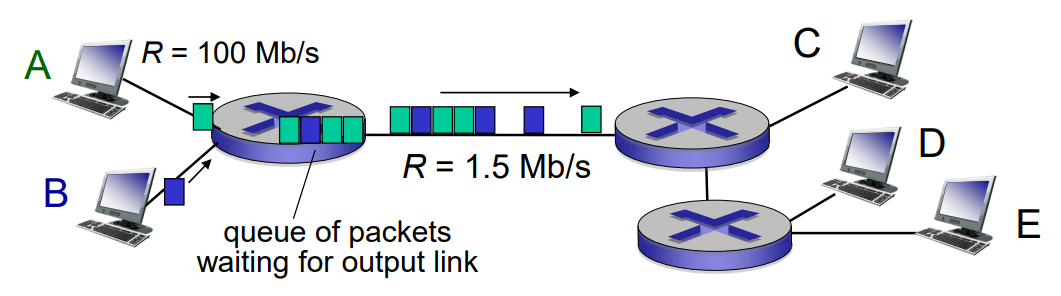 A
R = 100 Mb/s
C
B
R = 1.5 Mb/s
D
E
queue of packets
waiting for output link